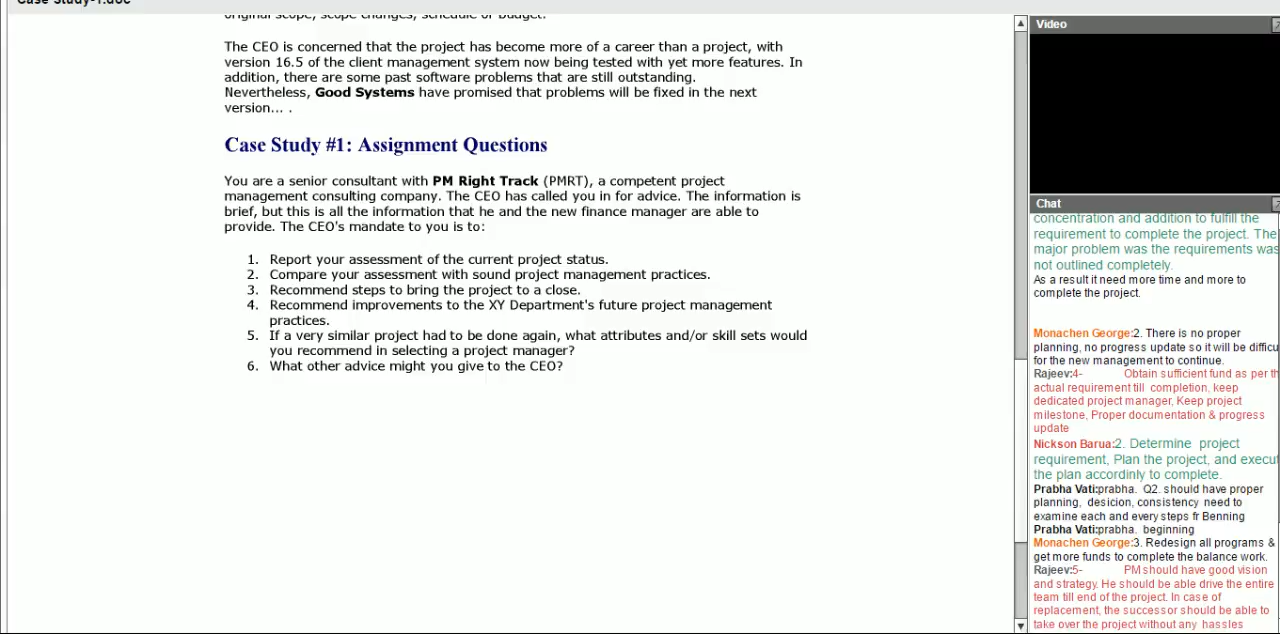 Case Study-1.doc
original scope, scope changes, schedule or budget.
The CEO is concerned that the project has become more of a career than a project, with
version 16.5 of the client management system now being tested with yet more features. In
addition, there are some past software problems that are still outstanding.
Nevertheless, Good Systems have promised that problems will be fixed in the next
version... .
Case Study #1: Assignment Questions
You are a senior consultant with PM Right Track (PMRT), a competent project
management consulting company. The CEO has called you in for advice. The information is
brief, but this is all the information that he and the new finance manager are able to
provide. The CEO's mandate to you is to:
1. Report your assessment of the current project status.
2. Compare your assessment with sound project management practices.
3. Recommend steps to bring the project to a close.
4. Recommend improvements to the XY Department's future project management
practices.
5. If a very similar project had to be done again, what attributes and/or skill sets would
you recommend in selecting a project manager?
6. What other advice might you give to the CEO?
Video
Chat
concentration and addition to fulfill the
requirement to complete the project. The
major problem was the requirements was
not outlined completely.
As a result it need more time and more to
complete the project.
Monachen George:2. There is no proper
planning, no progress update so it will be difficu
for the new management to continue.
Rajeev:4- Obtain sufficient fund as per th
actual requirement till completion, keep
dedicated project manager, Keep project
milestone, Proper documentation & progress
update
Nickson Barua:2. Determine project
requirement, Plan the project, and execut
the plan accordinly to complete.
Prabha Vati:prabha. Q2. should have proper
planning, desicion, consistency need to
examine each and every steps fr Benning
Prabha Vati:prabha. beginning
Monachen George:3. Redesign all programs &
get more funds to complete the balance work.
Rajeev:5- PM should have good vision
and strategy. He should be able drive the entire
team till end of the project. In case of
replacement, the successor should be able to
take over the project without any hassles